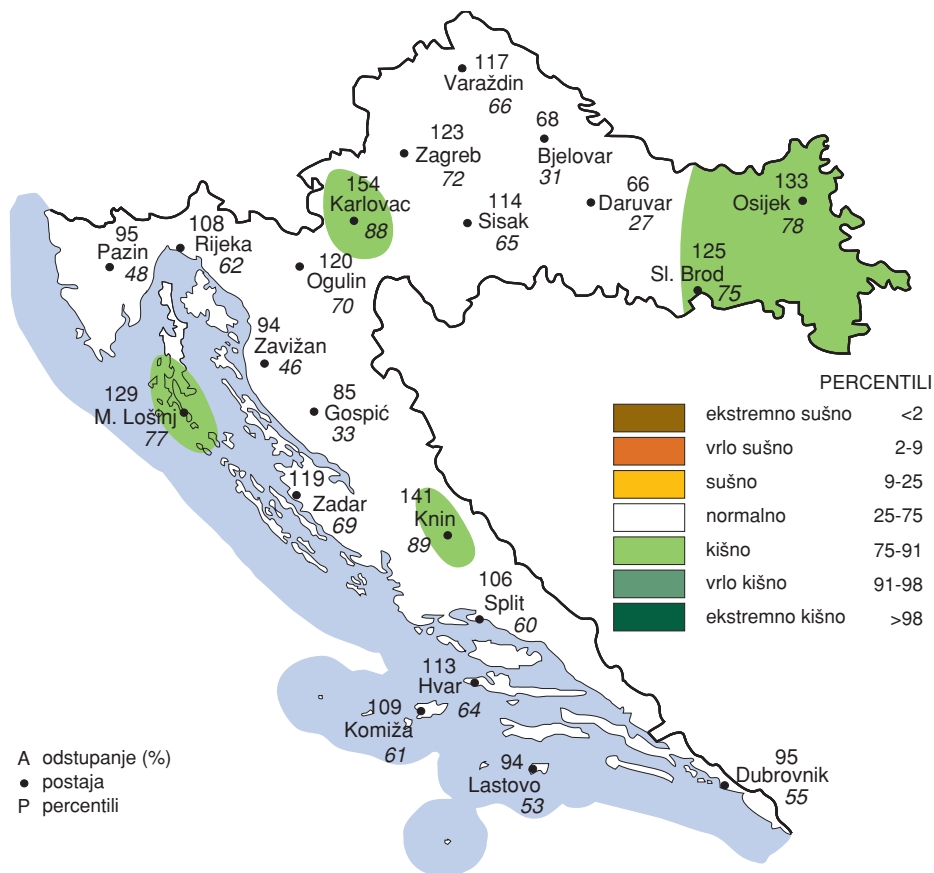 117
Varaždin
66
123
Zagreb
72
68
Bjelovar
31
154
Karlovac
88
114
Sisak
65
66
Daruvar
27
133
Osijek
78
125
Sl. Brod
75
95
Pazin
48
108
Rijeka
62
120
Ogulin
70
94
Zavižan
46
129
M. Lošinj
77
85
Gospić
33
119
Zadar
69
141
Knin
89
106
Split
60
113
Hvar
64
109
Komiža
61
94
Lastovo
53
95
Dubrovnik
55
PERCENTILI
ekstremno sušno <2
vrlo sušno 2-9
sušno 9-25
normalno 25-75
kišno 75-91
vrlo kišno 91-98
ekstremno kišno >98
A odstupanje (%)
postaja
P percentili